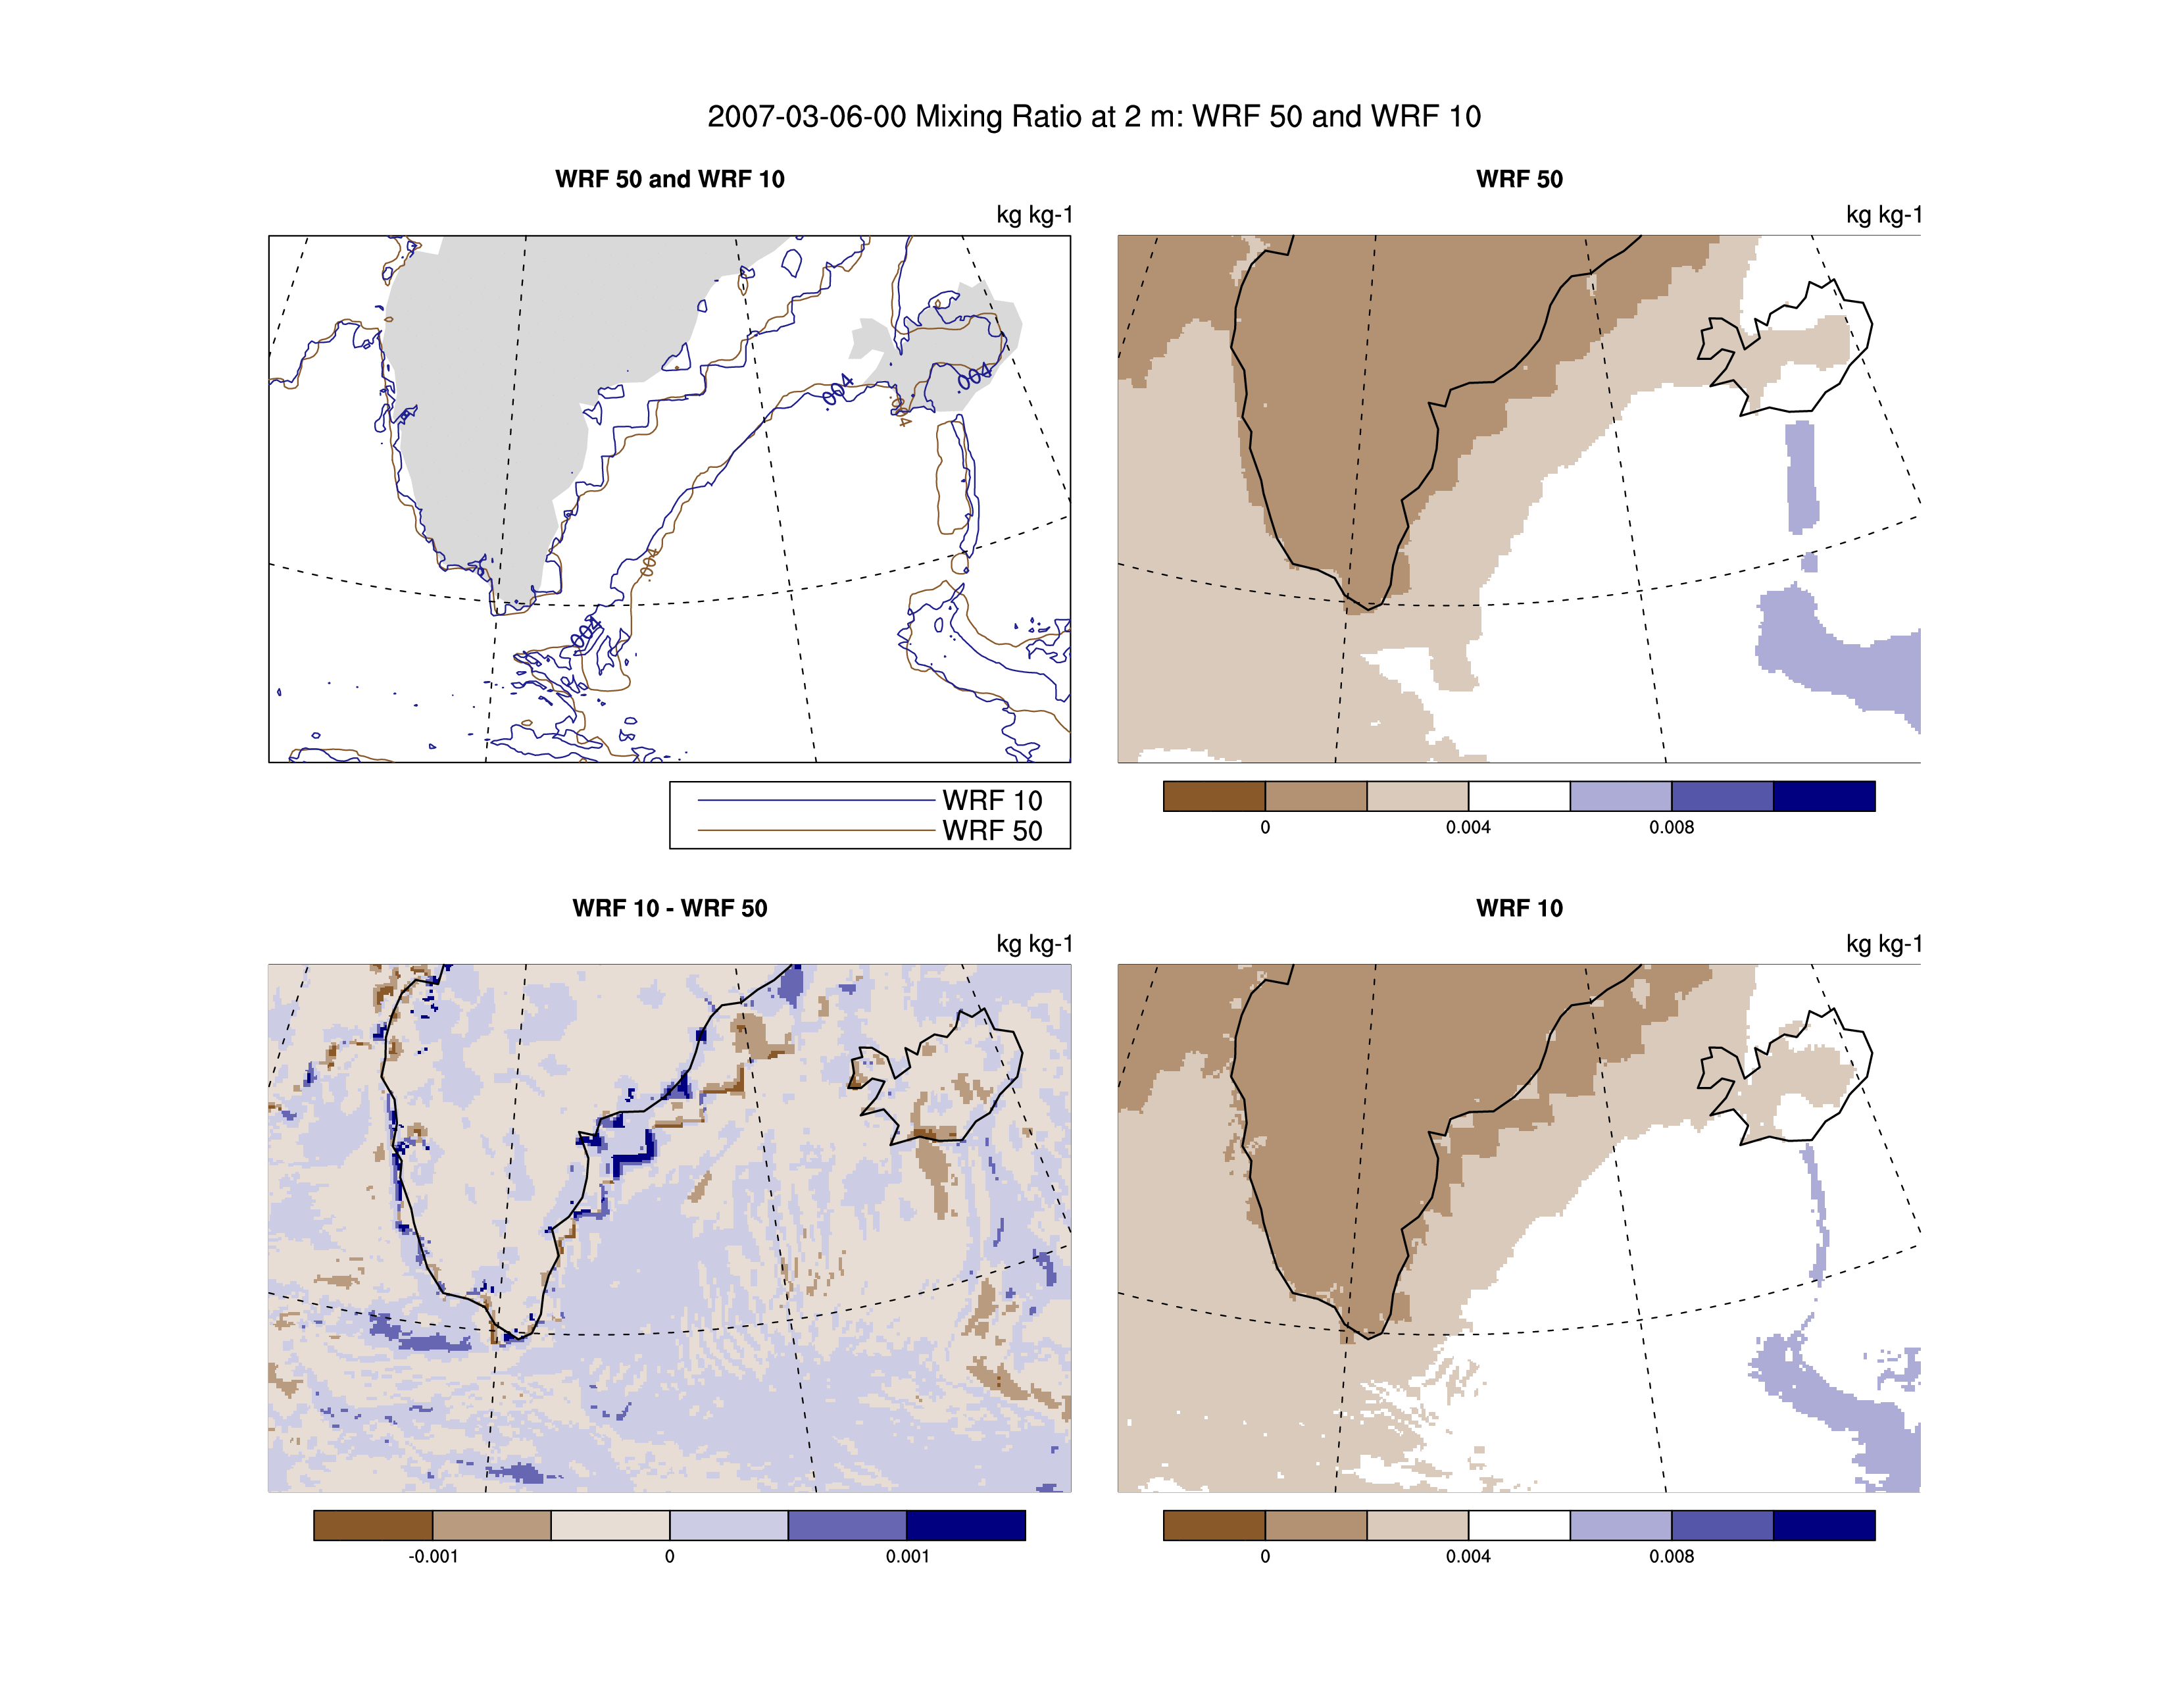 2007-03-06-00 Mixing Ratio at 2 m: WRF 50 and WRF 10
WRF 50 and WRF 10
kg kg-1
.004
.004
.004
.004
.004
.004
WRF 10
WRF 50
WRF 50
kg kg-1
0 0.004 0.008
WRF 10 - WRF 50
kg kg-1
-0.001 0 0.001
WRF 10
kg kg-1
0 0.004 0.008